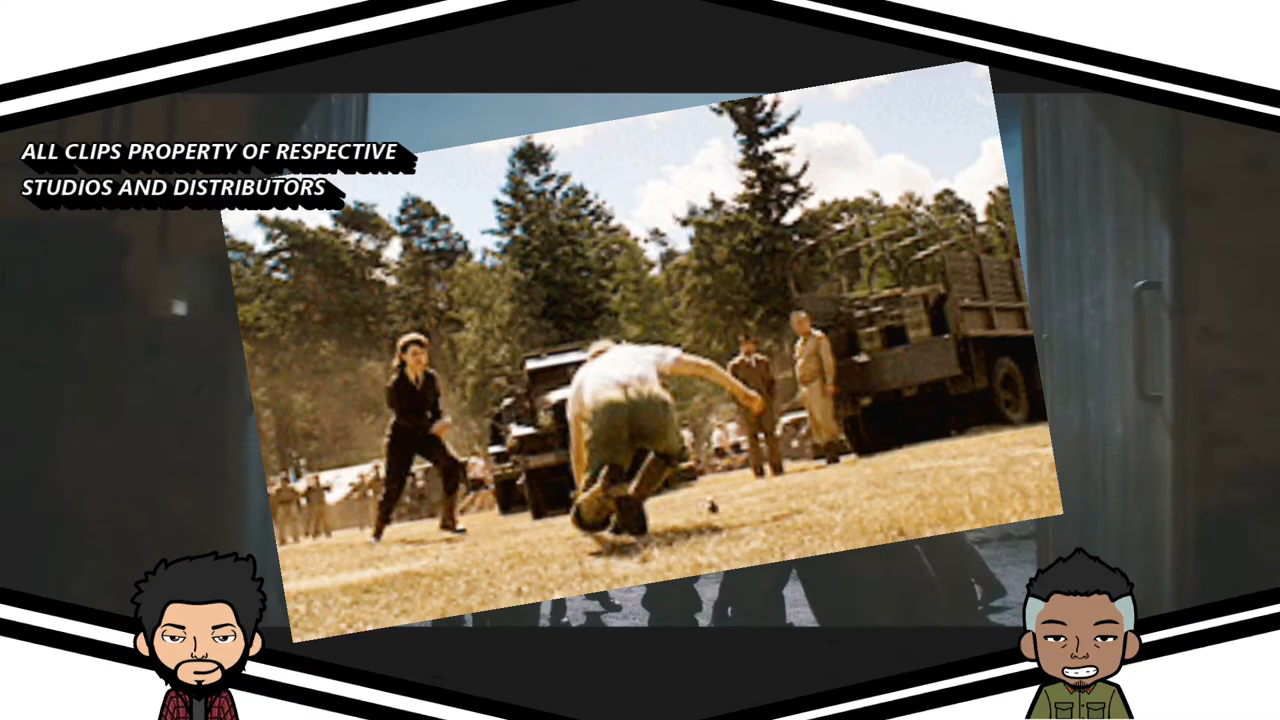 ALL CLIPS PROPERTY OF RESPECTIVE
STUDIOS AND DISTRIBUTORS